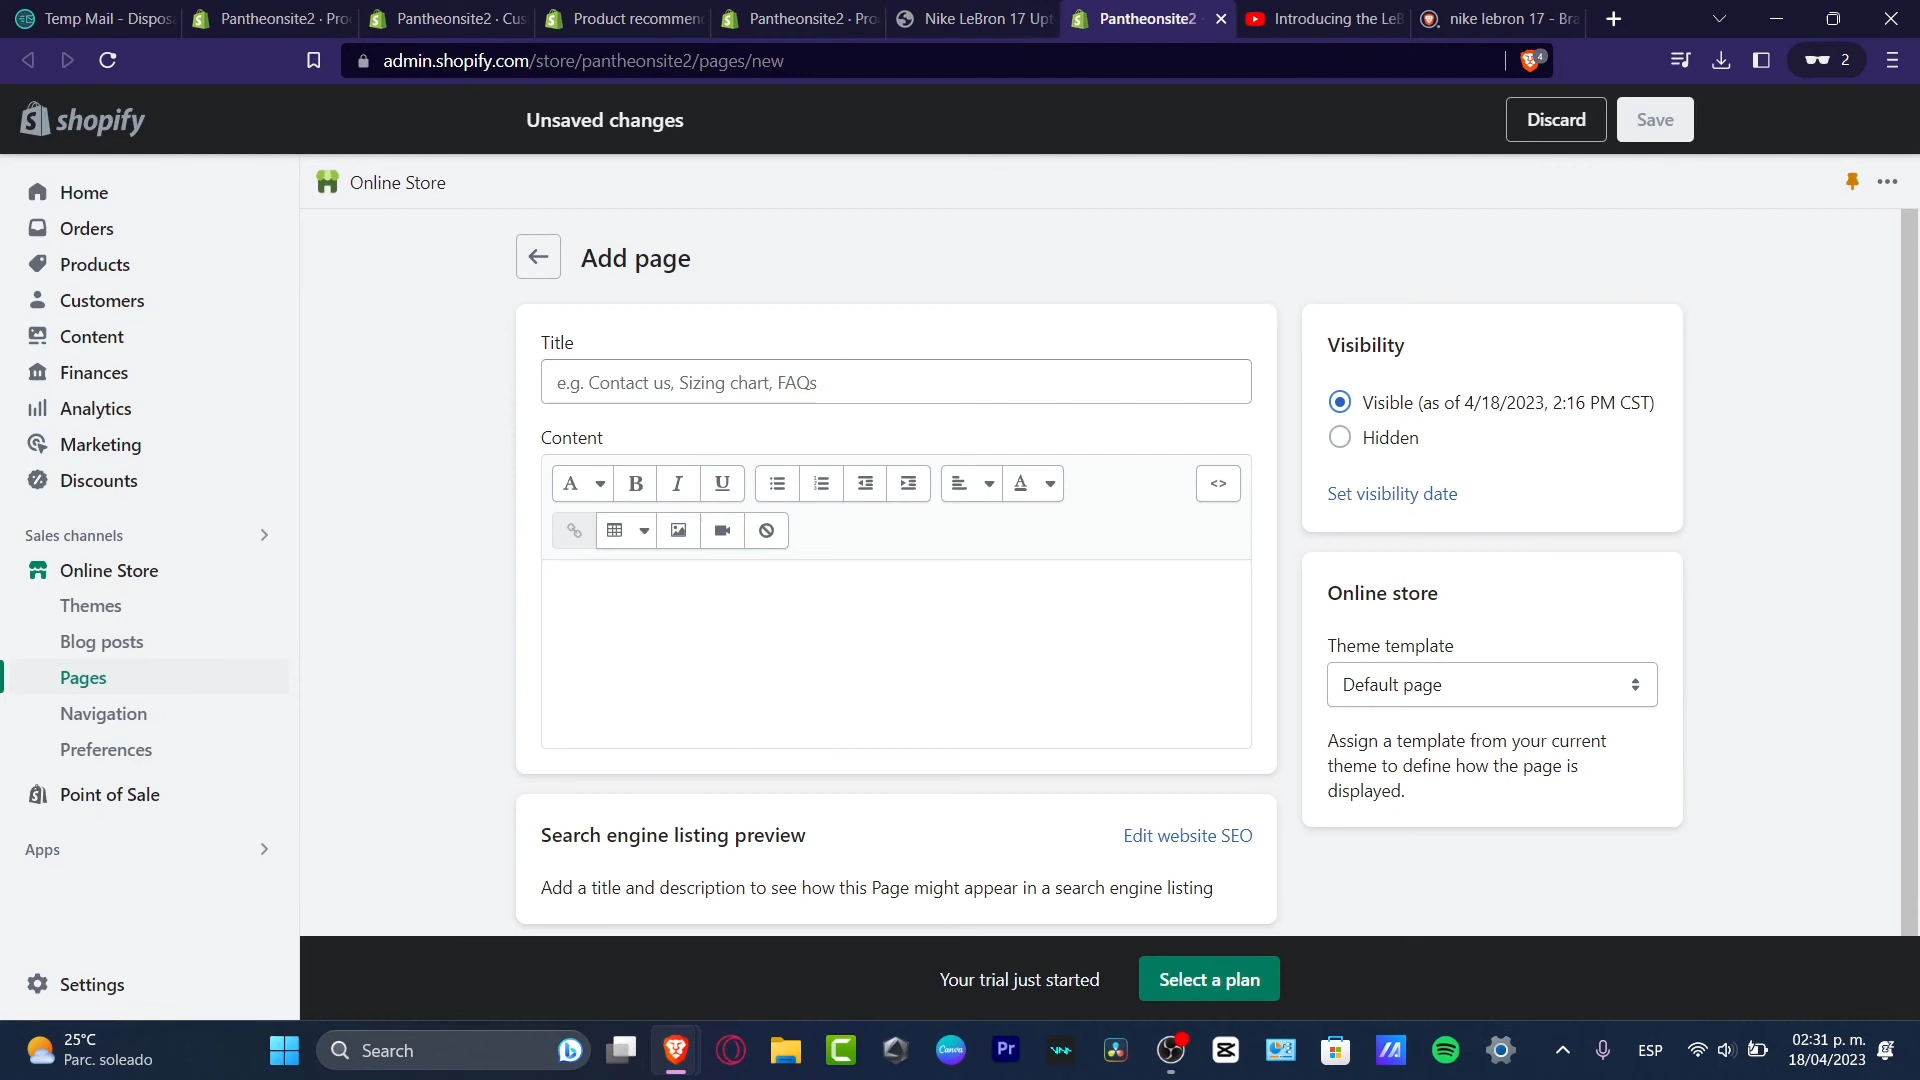 Temp Mail - Dispos
Pantheonsite2 · Pro
Pantheonsite2 · Cus
Product recommen
Pantheonsite2 · Pro
Nike LeBron 17 Upt
Pantheonsite2
Introducing the LeB
nike lebron 17 - Bra
admin.shopify.com/store/pantheonsite2/pages/new
4
2
shopify
Unsaved changes
Discard
Save
Home
Orders
Products
Customers
Content
Finances
Analytics
Marketing
Discounts
Sales channels
Online Store
Themes
Blog posts
Pages
Navigation
Preferences
Point of Sale
Apps
Settings
Online Store
Add page
Title
e.g. Contact us, Sizing chart, FAQs
Content
A B I U A <>
Search engine listing preview
Edit website SEO
Add a title and description to see how this Page might appear in a search engine listing
Visibility
Visible (as of 4/18/2023, 2:16 PM CST)
Hidden
Set visibility date
Online store
Theme template
Default page
Assign a template from your current
theme to define how the page is
displayed.
Your trial just started
Select a plan
25°C
Parc. soleado
Search
Canva
Pr
ESP
02:31 p. m.
18/04/2023